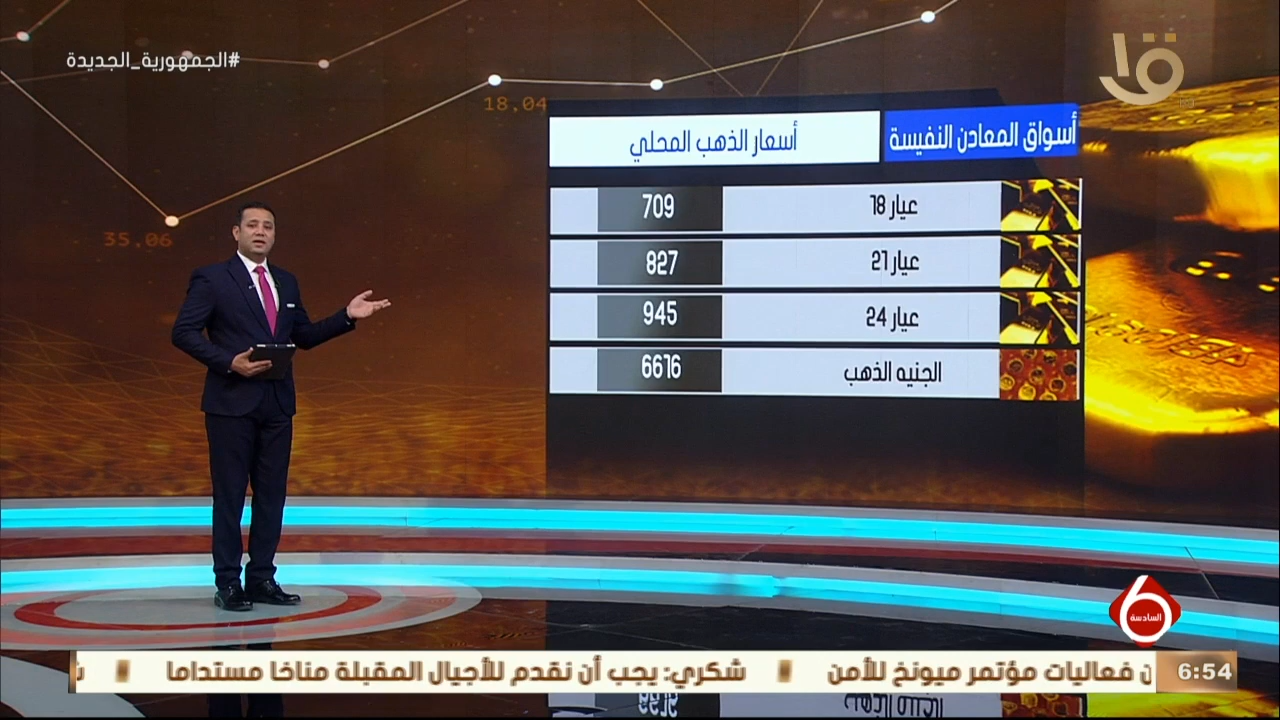 #الجمهورية_الجديدة
18.04
35.06
أسواق المعادن النفيسة
أسعار الذهب المحلي
عيار 18 709
عيار 21 827
عيار 24 945
الجنيه الذهب 6616
السادسة
6:54
فعاليات مؤتمر ميونخ للأمن
شكري: يجب أن نقدم للأجيال المقبلة مناخا مستداما